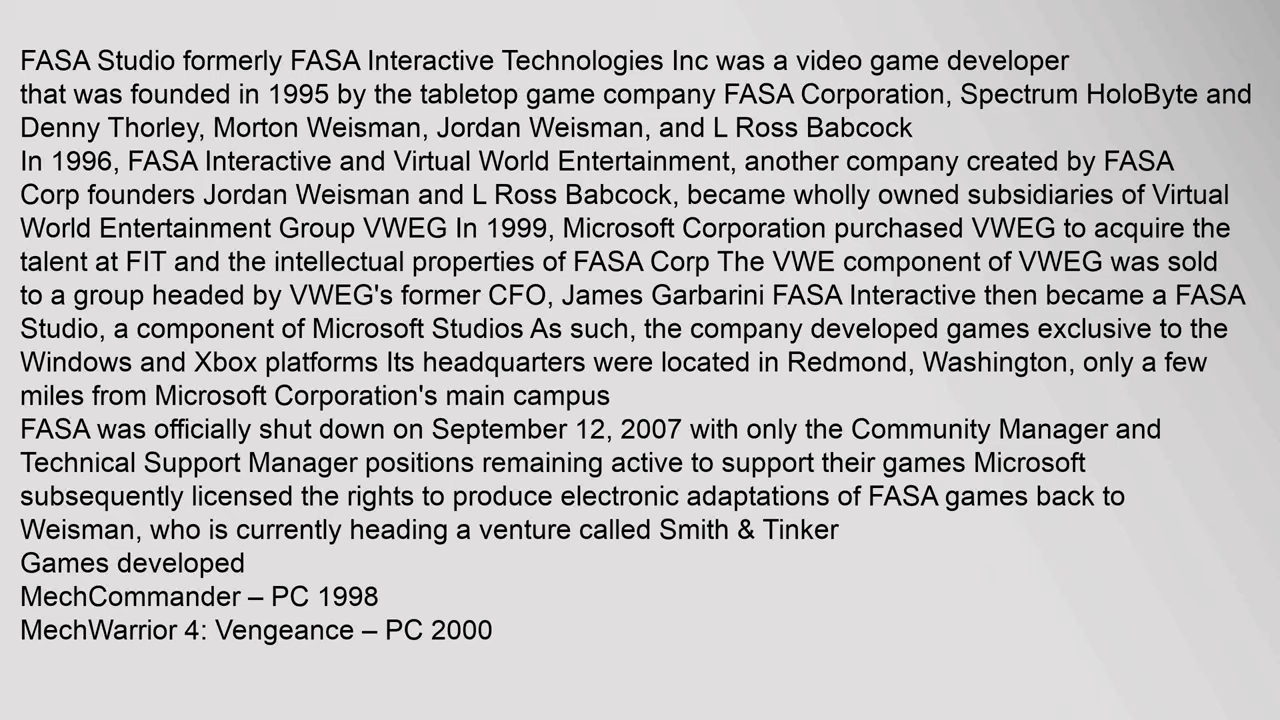 FASA Studio formerly FASA Interactive Technologies Inc was a video game developer
that was founded in 1995 by the tabletop game company FASA Corporation, Spectrum HoloByte and
Denny Thorley, Morton Weisman, Jordan Weisman, and L Ross Babcock
In 1996, FASA Interactive and Virtual World Entertainment, another company created by FASA
Corp founders Jordan Weisman and L Ross Babcock, became wholly owned subsidiaries of Virtual
World Entertainment Group VWEG In 1999, Microsoft Corporation purchased VWEG to acquire the
talent at FIT and the intellectual properties of FASA Corp The VWE component of VWEG was sold
to a group headed by VWEG's former CFO, James Garbarini FASA Interactive then became a FASA
Studio, a component of Microsoft Studios As such, the company developed games exclusive to the
Windows and Xbox platforms Its headquarters were located in Redmond, Washington, only a few
miles from Microsoft Corporation's main campus
FASA was officially shut down on September 12, 2007 with only the Community Manager and
Technical Support Manager positions remaining active to support their games Microsoft
subsequently licensed the rights to produce electronic adaptations of FASA games back to
Weisman, who is currently heading a venture called Smith & Tinker
Games developed
MechCommander – PC 1998
MechWarrior 4: Vengeance – PC 2000